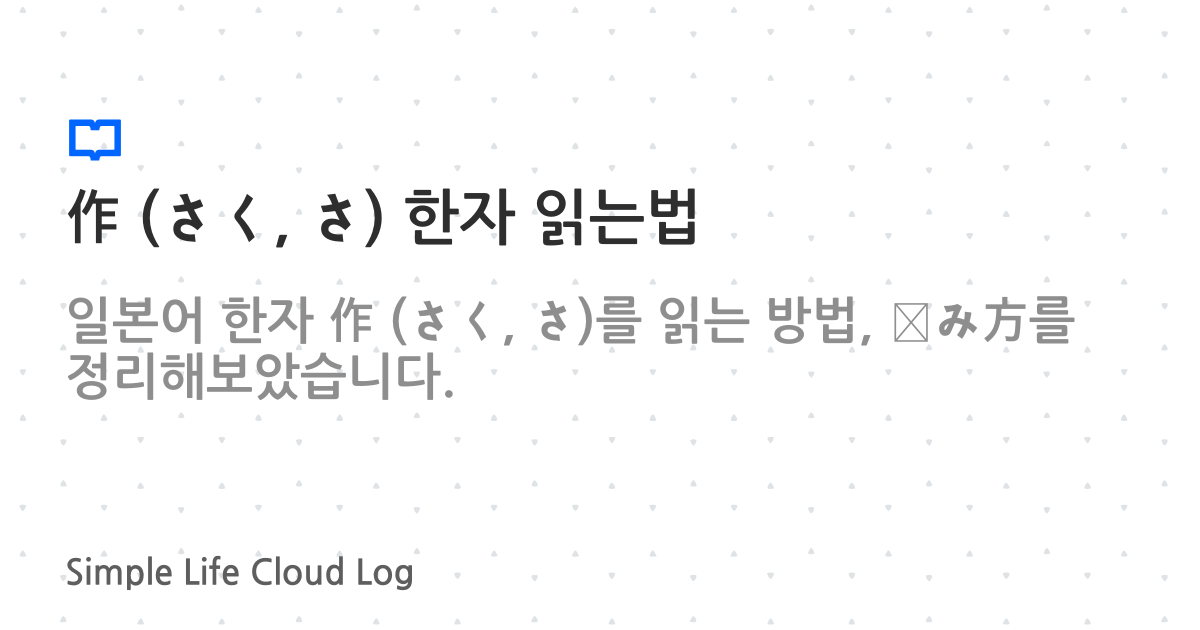 作 (さく, さ) 한자 읽는법
일본어 한자 作 (さく, さ)를 읽는 방법, み方를
정리해보았습니다.
Simple Life Cloud Log